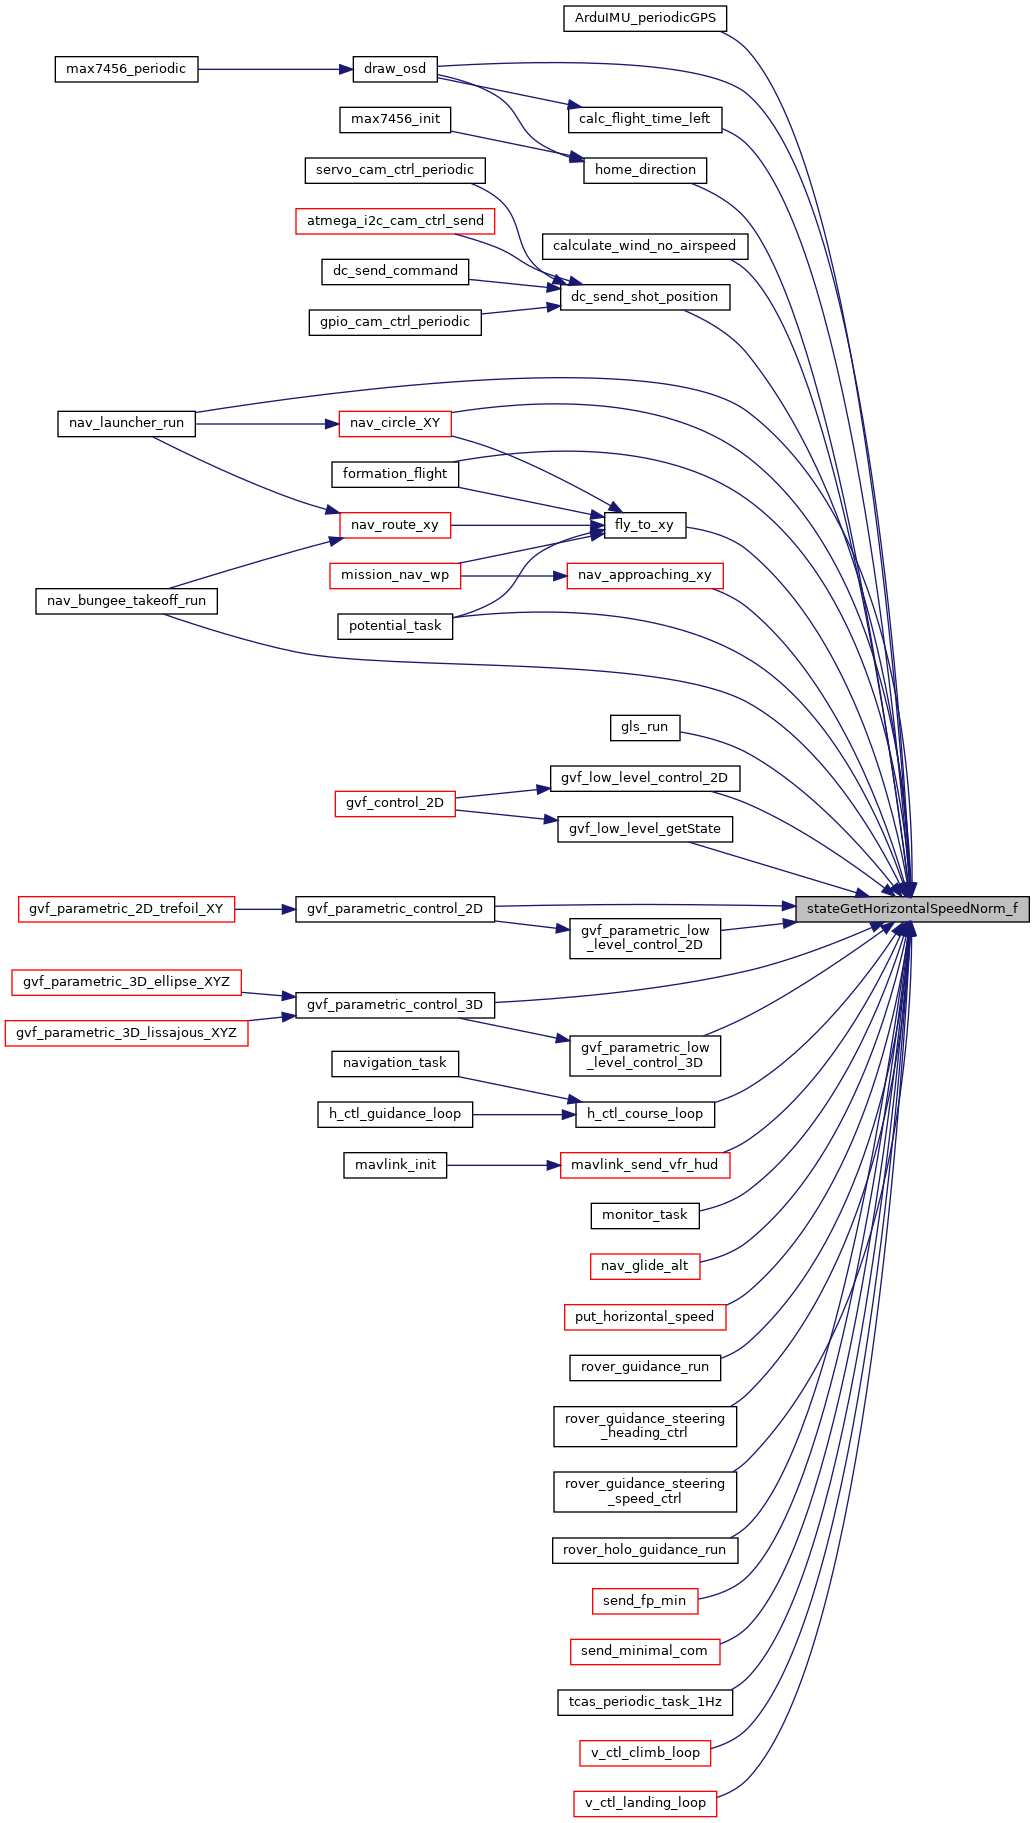 ArduIMU_periodicGPS
max7456_periodic
draw_osd
calc_flight_time_left
max7456_init
home_direction
servo_cam_ctrl_periodic
atmega_i2c_cam_ctrl_send
calculate_wind_no_airspeed
dc_send_command
dc_send_shot_position
gpio_cam_ctrl_periodic
nav_launcher_run
nav_circle_XY
formation_flight
nav_route_xy
fly_to_xy
mission_nav_wp
nav_approaching_xy
nav_bungee_takeoff_run
potential_task
gls_run
gvf_low_level_control_2D
gvf_control_2D
gvf_low_level_getState
stateGetHorizontalSpeedNorm_f
gvf_parametric_2D_trefoil_XY
gvf_parametric_control_2D
gvf_parametric_low
_level_control_2D
gvf_parametric_3D_ellipse_XYZ
gvf_parametric_control_3D
gvf_parametric_3D_lissajous_XYZ
gvf_parametric_low
_level_control_3D
navigation_task
h_ctl_guidance_loop
h_ctl_course_loop
mavlink_init
mavlink_send_vfr_hud
monitor_task
nav_glide_alt
put_horizontal_speed
rover_guidance_run
rover_guidance_steering
_heading_ctrl
rover_guidance_steering
_speed_ctrl
rover_holo_guidance_run
send_fp_min
send_minimal_com
tcas_periodic_task_1Hz
v_ctl_climb_loop
v_ctl_landing_loop